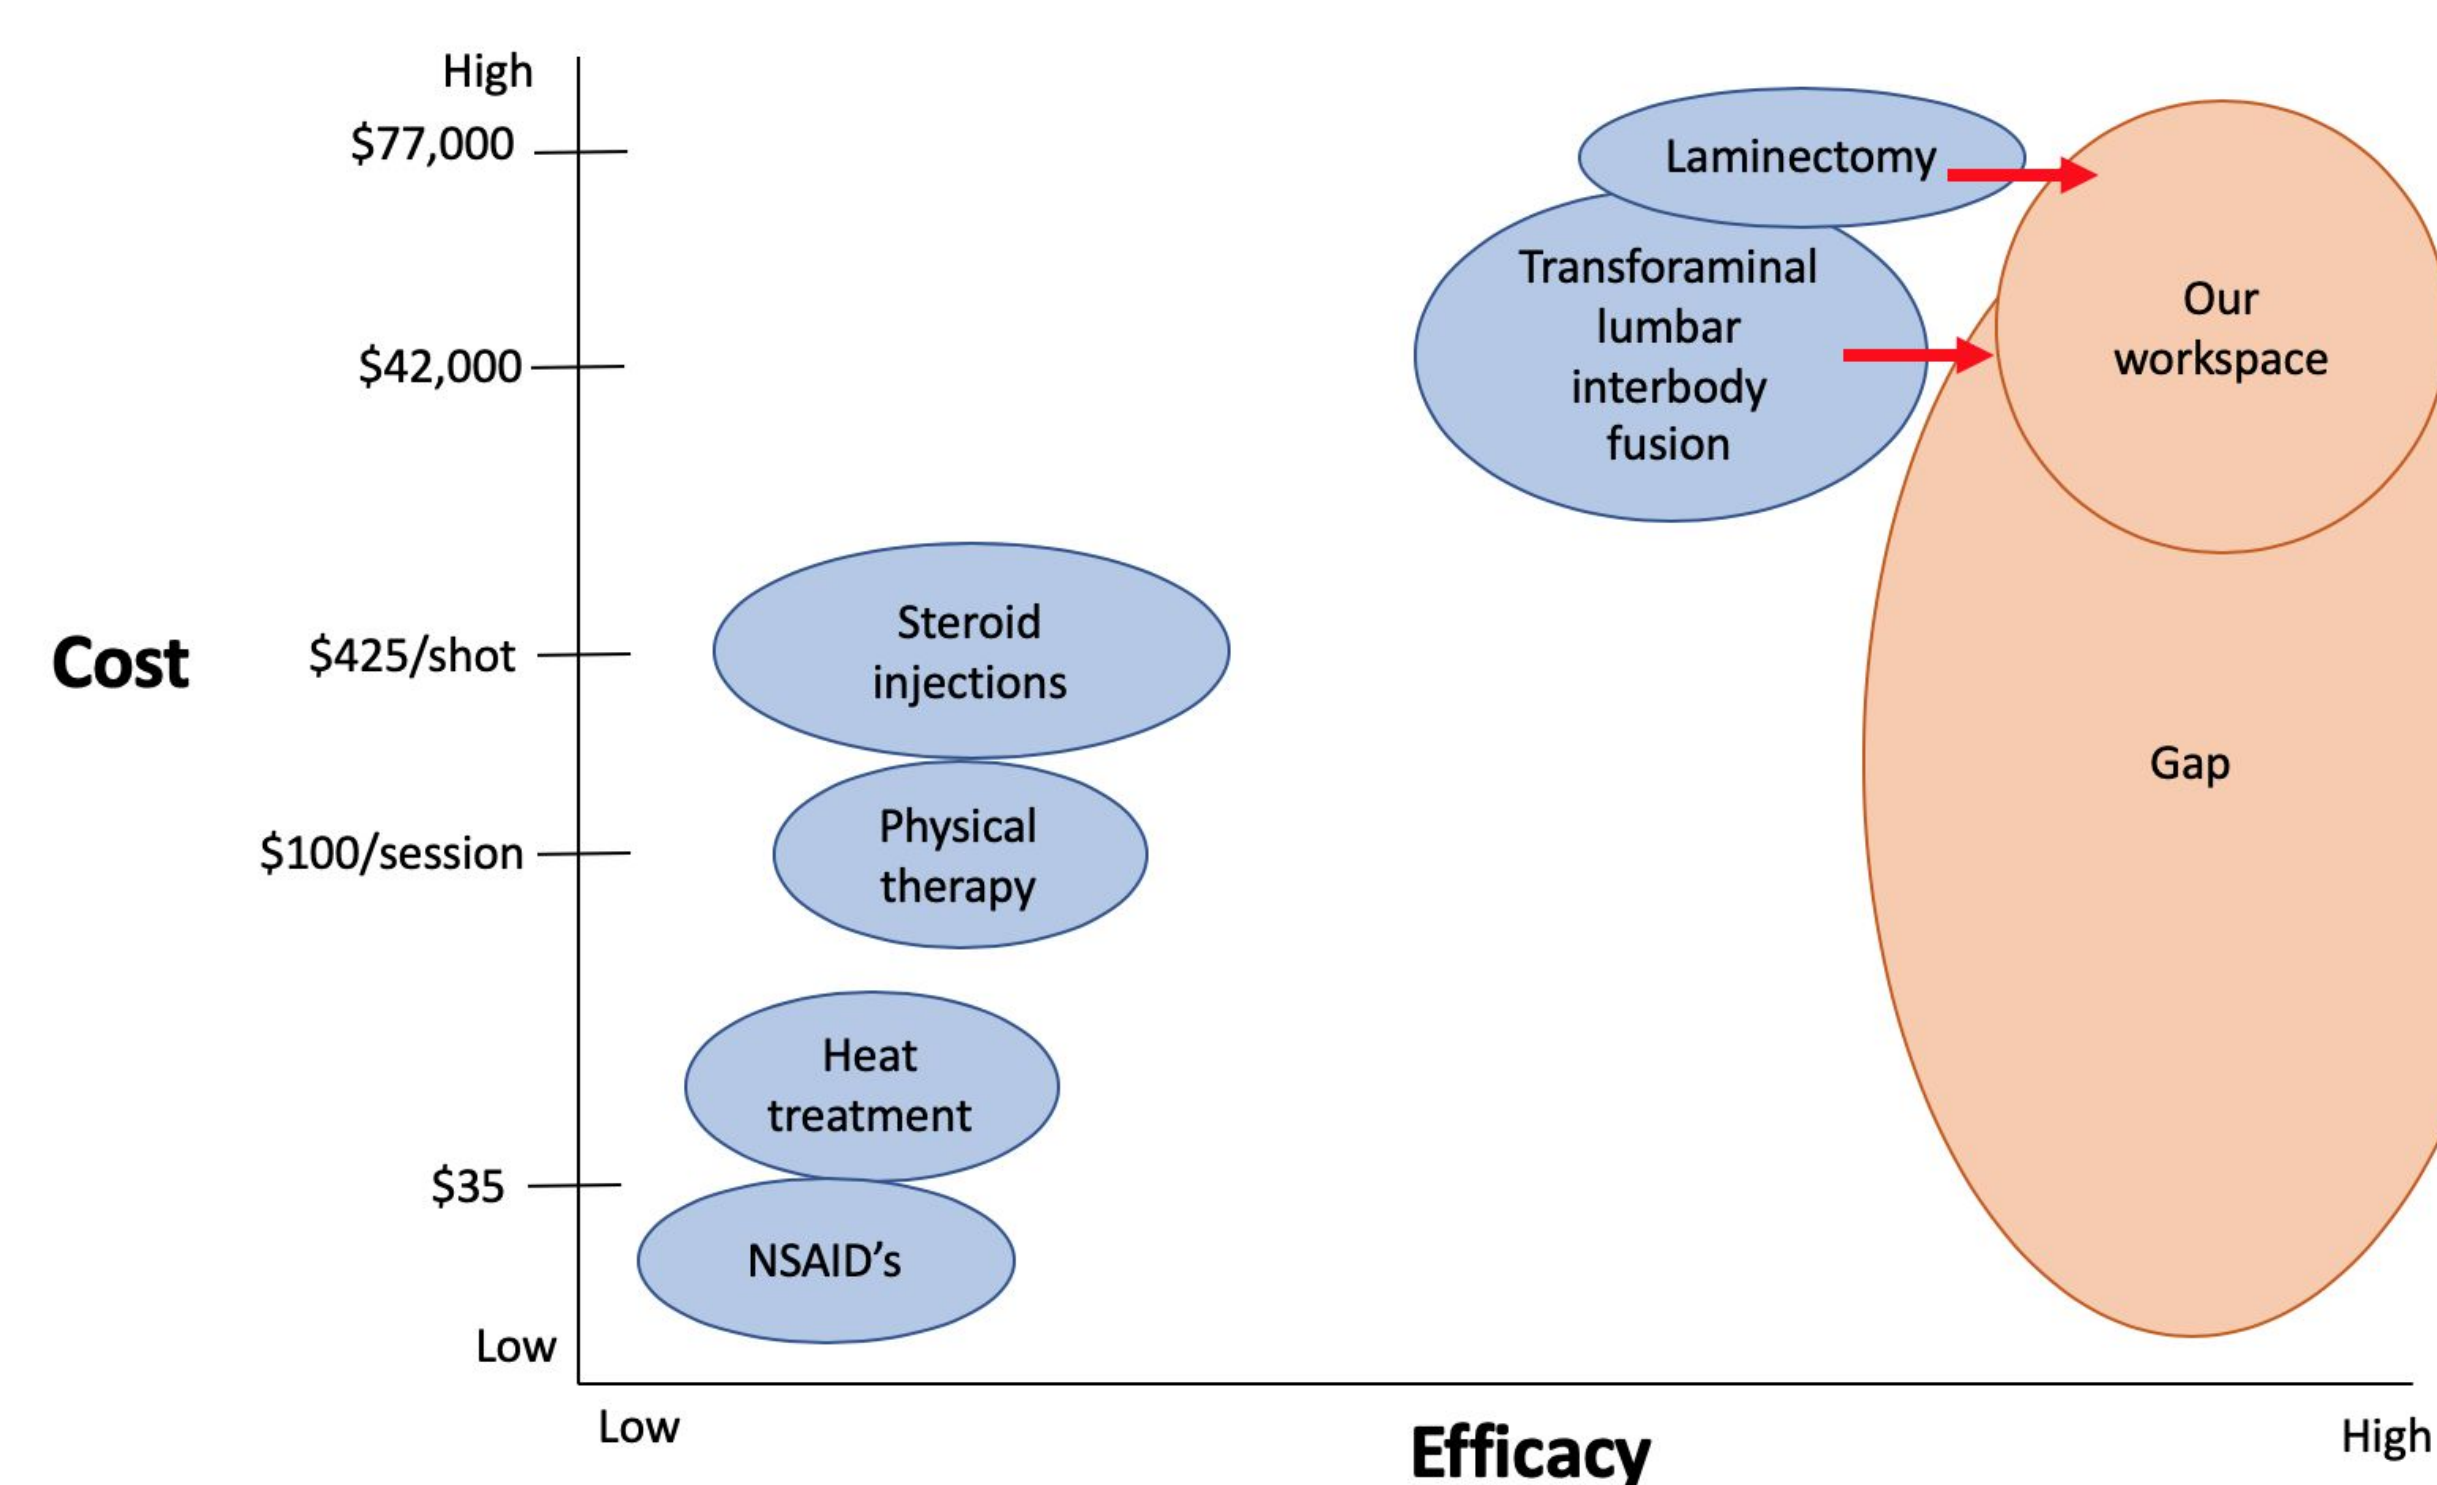 High
$77,000
$42,000
Cost
$425/shot
$100/session
$35
Low
Laminectomy
Transforaminal
lumbar
interbody
fusion
Our
workspace
Steroid
injections
Physical
therapy
Gap
Heat
treatment
NSAID’s
Low
Efficacy
High